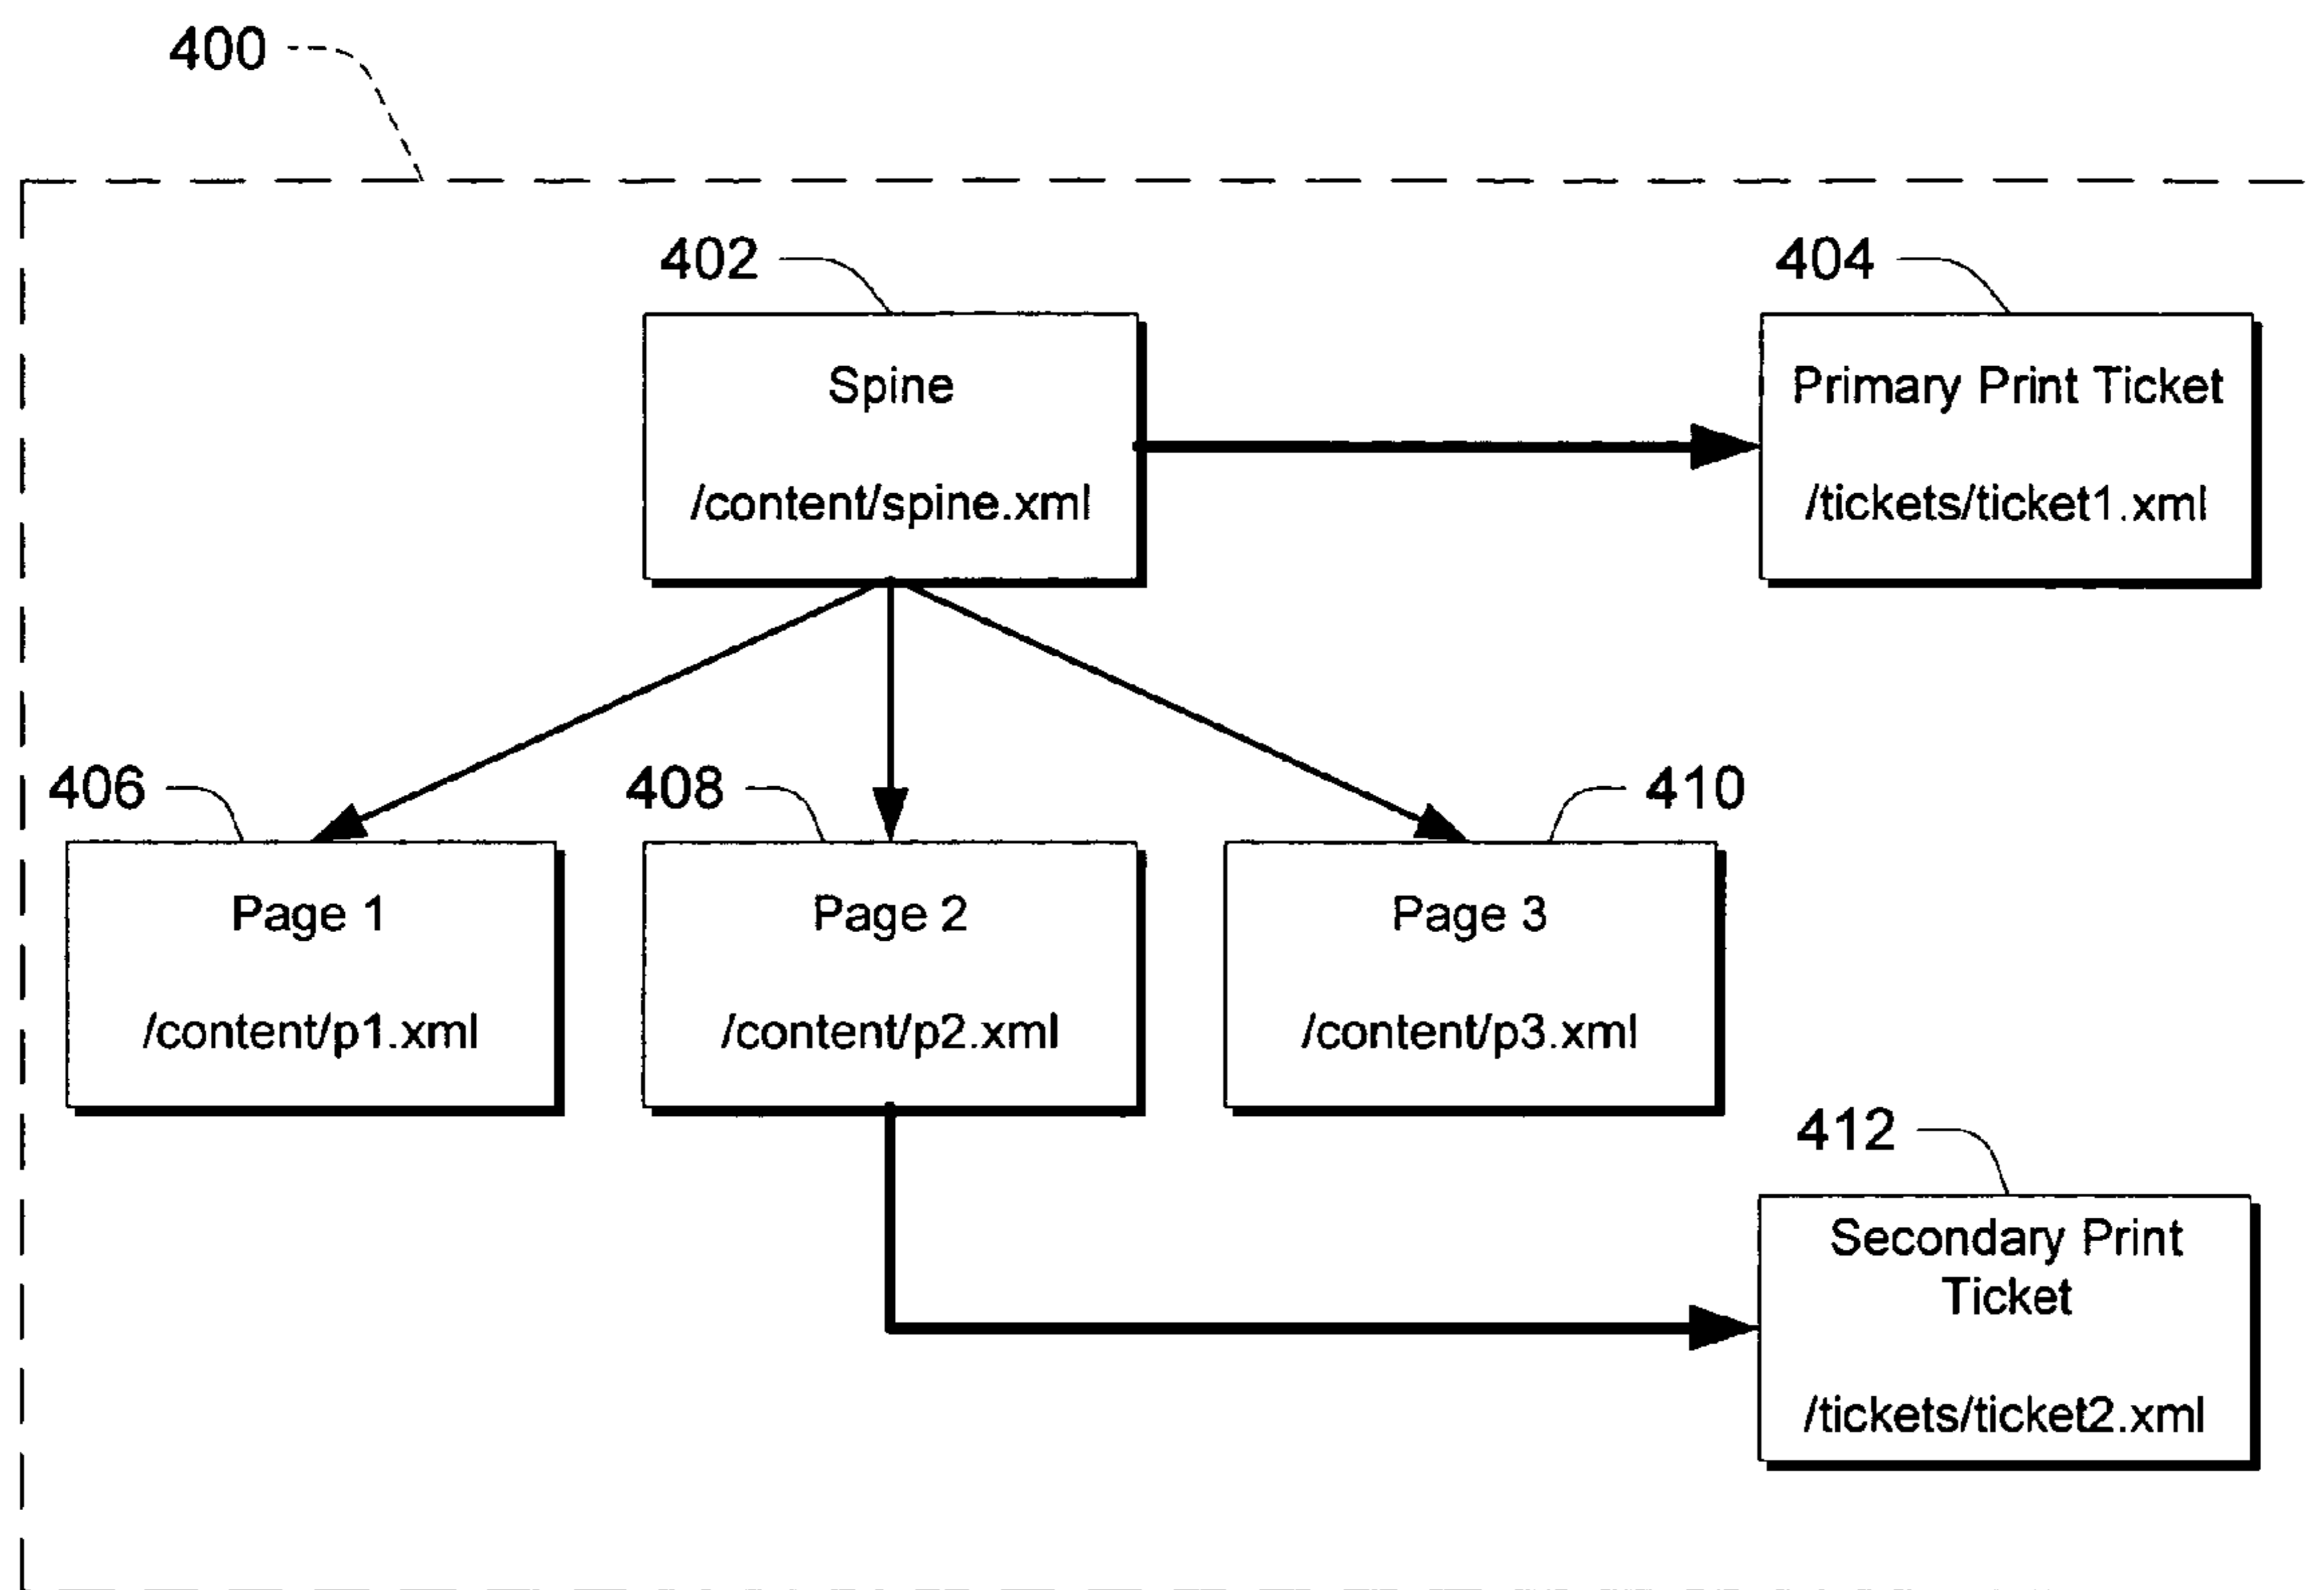 400
402
404
Spine
/content/spine.xml
Primary Print Ticket
/tickets/ticket1.xml
406
408
410
Page 1
/content/p1.xml
Page 2
/content/p2.xml
Page 3
/content/p3.xml
412
Secondary Print
Ticket
/tickets/ticket2.xml